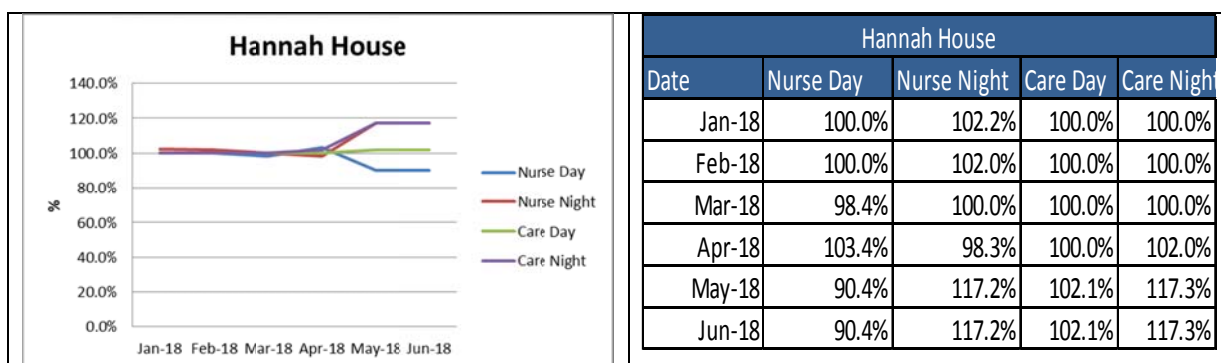 Hannah House
140.0%
120.0%
100.0%
80.0%
60.0%
40.0%
20.0%
0.0%
%
Jan-18 Feb-18 Mar-18 Apr-18 May-18 Jun-18
Nurse Day
Nurse Night
Care Day
Care Night
Hannah House
Date Nurse Day Nurse Night Care Day Care Night
Jan-18 100.0% 102.2% 100.0% 100.0%
Feb-18 100.0% 102.0% 100.0% 100.0%
Mar-18 98.4% 100.0% 100.0% 100.0%
Apr-18 103.4% 98.3% 100.0% 102.0%
May-18 90.4% 117.2% 102.1% 117.3%
Jun-18 90.4% 117.2% 102.1% 117.3%